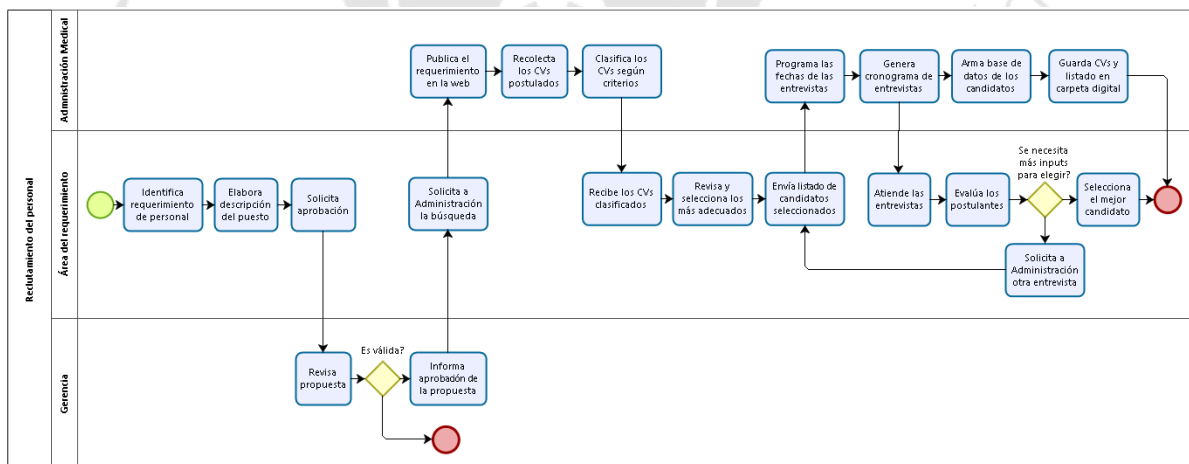 Reclutamiento del personal
Administración Medical
Publica el
requerimiento
en la web
Recolecta
los CVs
postulados
Clasifica los
CVs según
criterios
Programa las
fechas de las
entrevistas
Genera
cronograma de
entrevistas
Arma base de
datos de los
candidatos
Guarda CVs y
listado en
carpeta digital
Área del requerimiento
Identifica
requerimiento
de personal
Elabora
descripción
del puesto
Solicita
aprobación
Solicita a
Administración
la búsqueda
Recibe los CVs
clasificados
Revisa y
selecciona los
más adecuados
Envía listado de
candidatos
seleccionados
Atiende las
entrevistas
Evalúa los
postulantes
Se necesita
más inputs
para elegir?
Selecciona
el mejor
candidato
Solicita a
Administración
otra entrevista
Gerencia
Revisa
propuesta
Es válida?
Informa
aprobación de
la propuesta